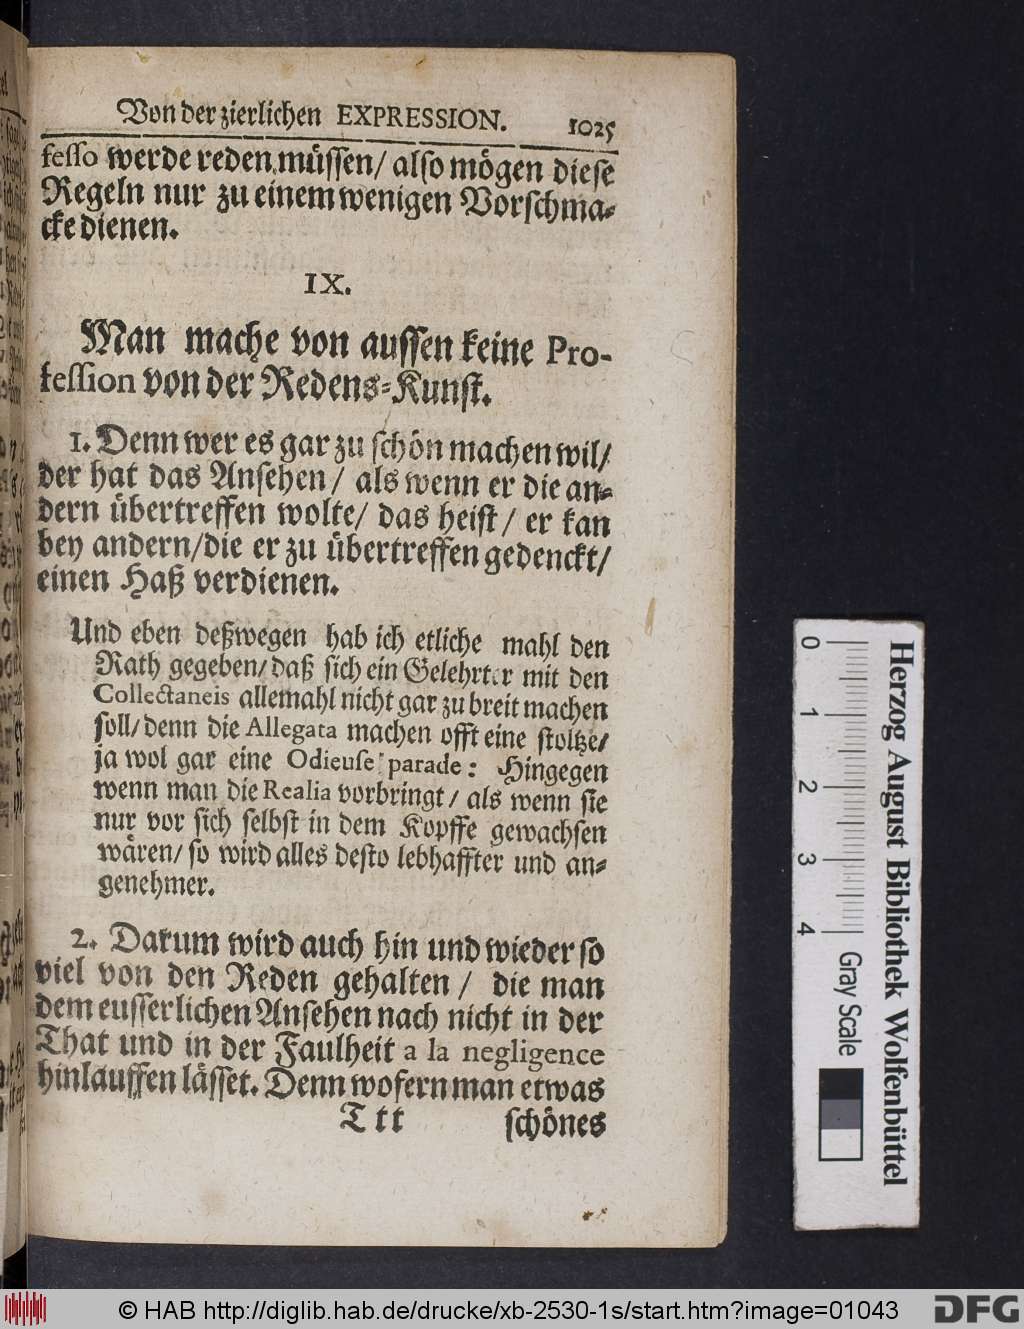 Von der zierlichen EXPRESSION. 1025
fesso werde reden müssen/ also mögen diese
Regeln nur zu einem wenigen Vorschma-
cke dienen.
IX.
Man mache von aussen keine Pro-
fession von der Redens-Kunst.
1. Denn wer es gar zu schön machen wil/
der hat das Ansehen/ als wenn er die an-
dern übertreffen wolte/ das heist/ er kan
bey andern/die er zu übertreffen gedenckt/
einen Haß verdienen.
Und eben deßwegen hab ich etliche mahl den
Rath gegeben/ daß sich ein Gelehrter mit den
Collectaneis allemahl nicht gar zu breit machen
soll/ denn die Allegata machen offt eine stoltze/
ja wol gar eine Odieuse parade: Hingegen
wenn man die Realia vorbringt/ als wenn sie
nur vor sich selbst in dem Kopffe gewachsen
wären/ so wird alles desto lebhaffter und an-
genehmer.
2. Darum wird auch hin und wieder so
viel von den Reden gehalten/ die man
dem eusserlichen Ansehen nach nicht in der
That und in der Faulheit a la negligence
hinlauffen lässet. Denn wofern man etwas
Ttt schönes
Herzog August Bibliothek Wolfenbüttel
0 1 2 3 4 Gray Scale
© HAB http://diglib.hab.de/drucke/xb-2530-1s/start.htm?image=01043 DFG